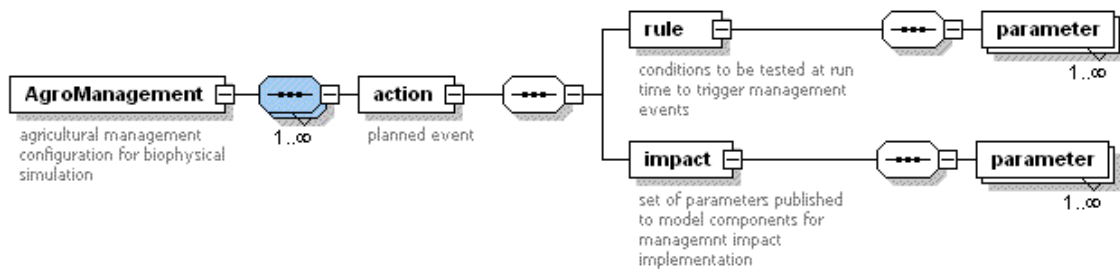 rule
parameter
conditions to be tested at run
time to trigger management
events
1..∞
AgroManagement
action
agricultural management
configuration for biophysical
simulation
1..∞
planned event
impact
parameter
set of parameters published
to model components for
managemnt impact
implementation
1..∞